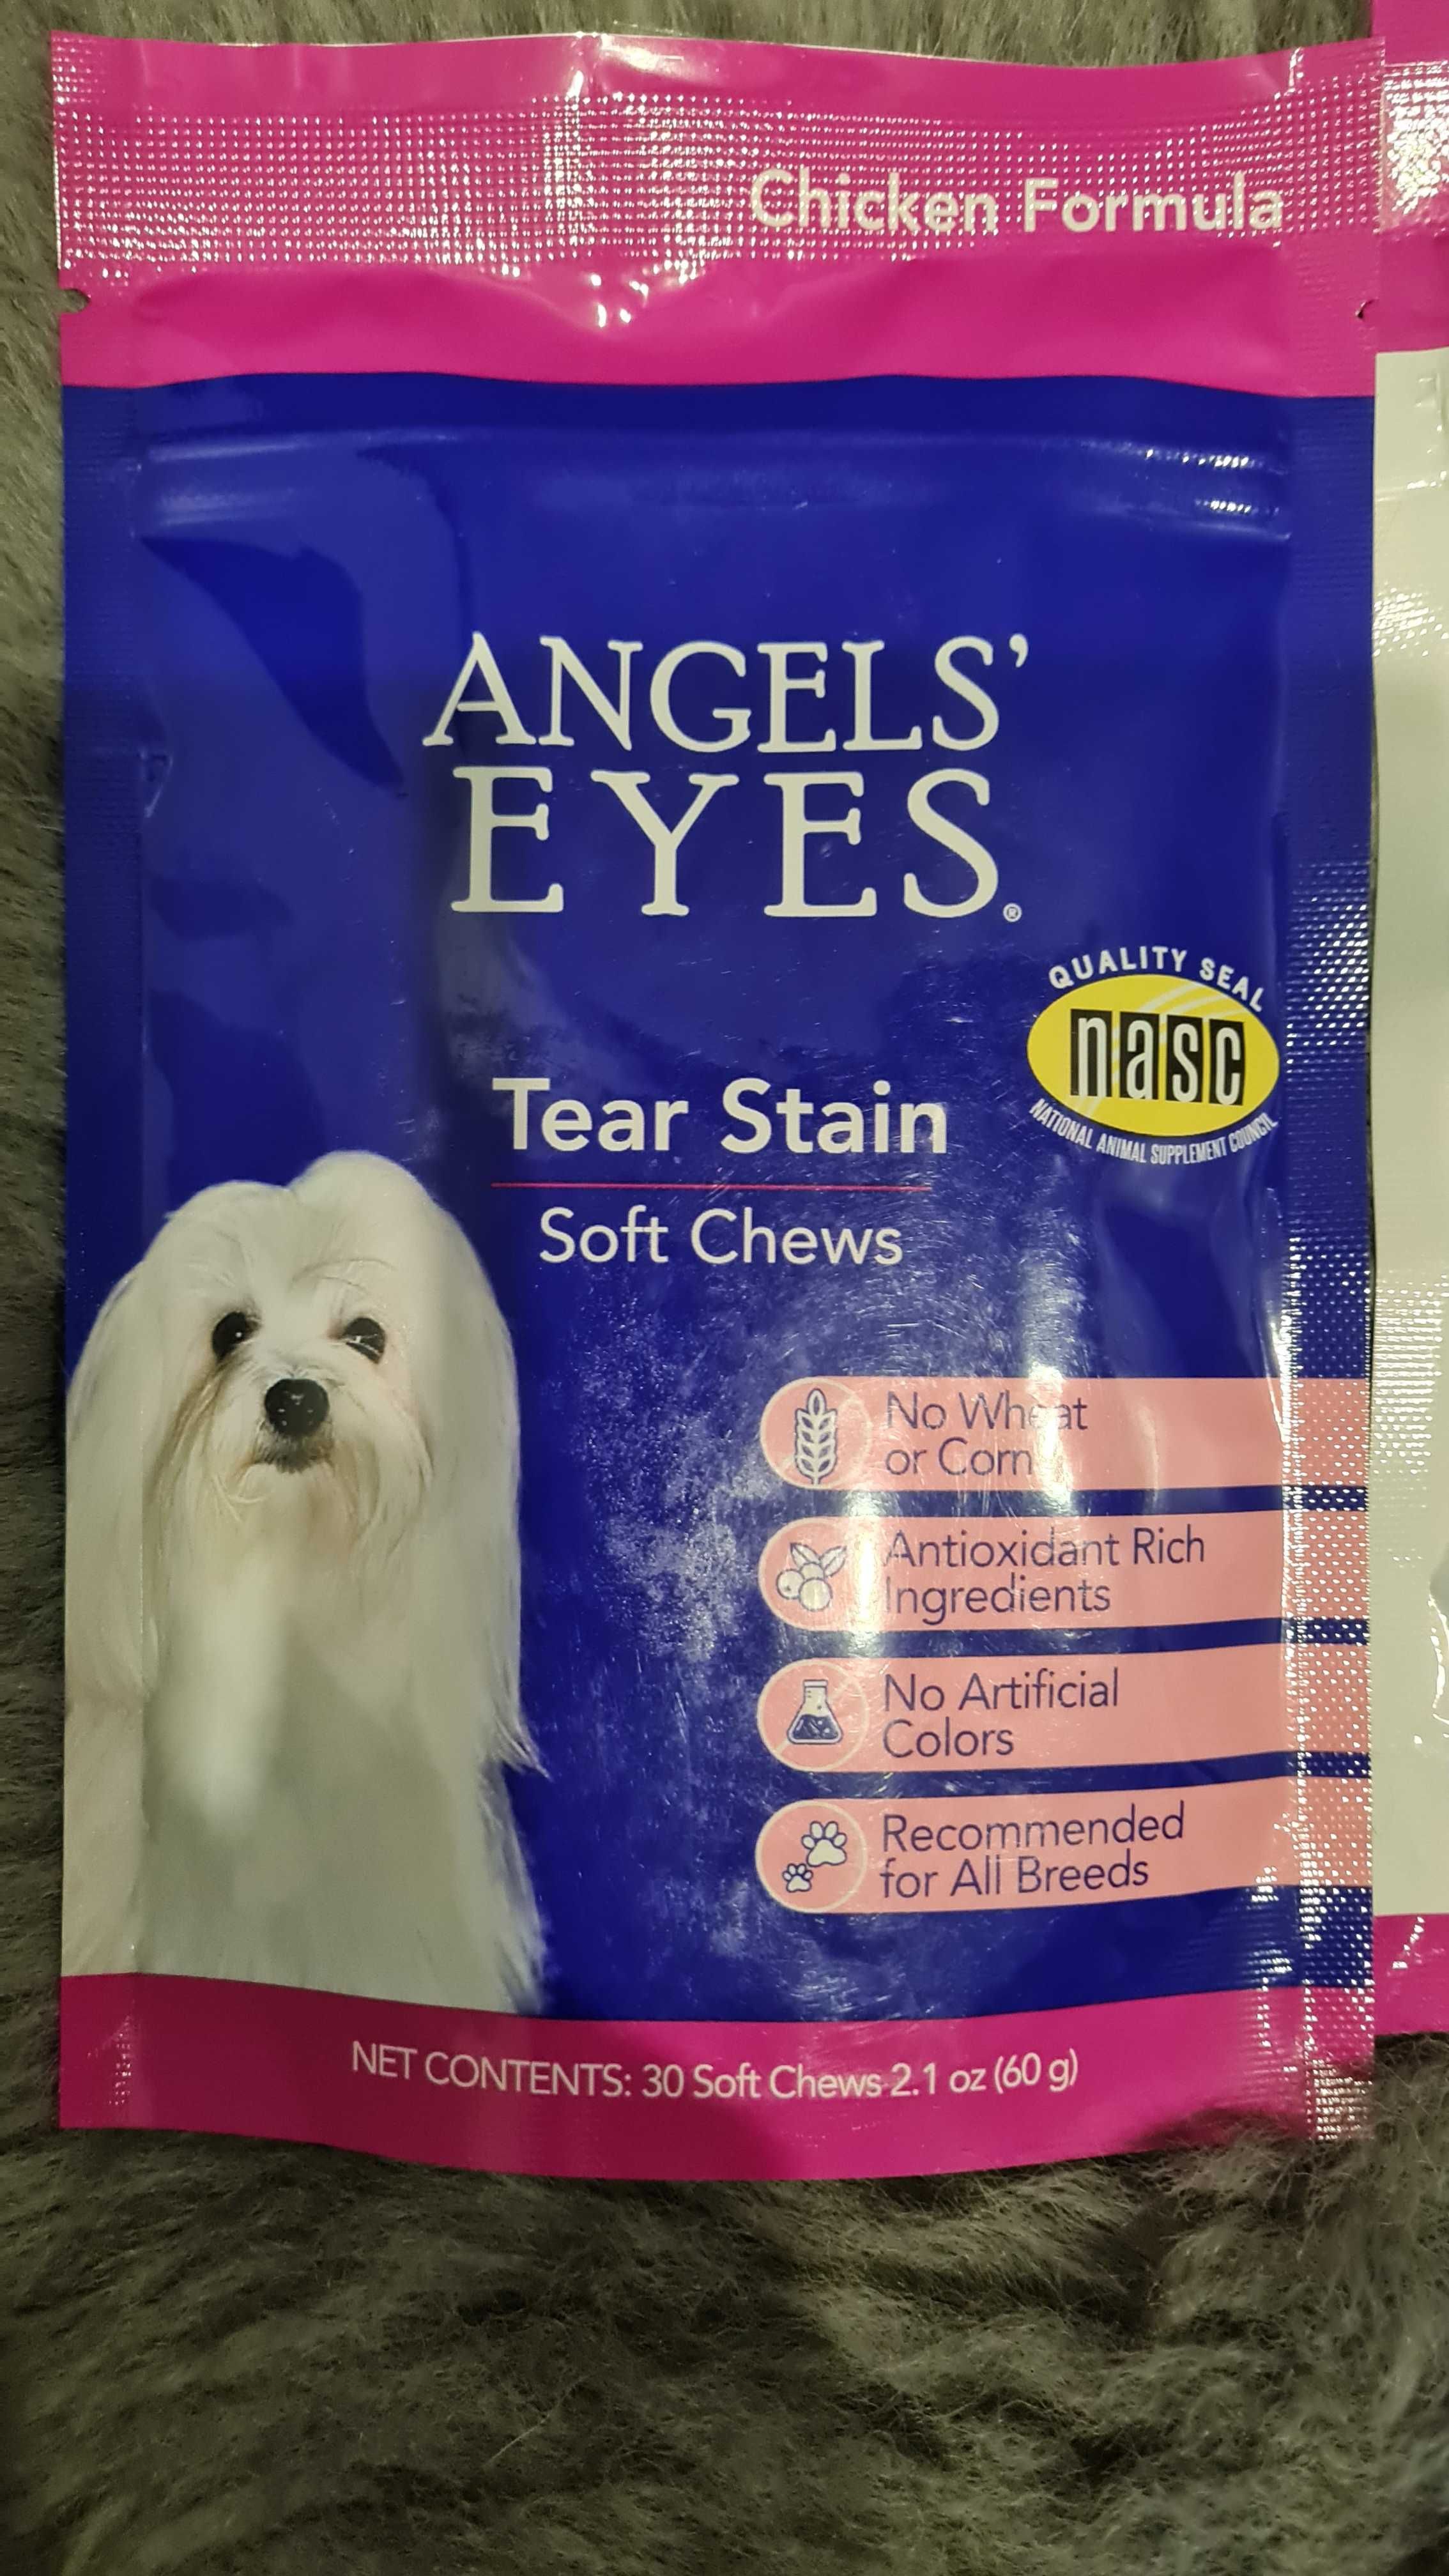 Chicken Formula
ANGELS'
EYES®
QUALITY SEAL
nasc
NATIONAL ANIMAL SUPPLEMENT COUNCIL
Tear Stain
Soft Chews
No Wheat
or Corn
Antioxidant Rich
Ingredients
No Artificial
Colors
Recommended
for All Breeds
NET CONTENTS: 30 Soft Chews 2.1 oz (60 g)